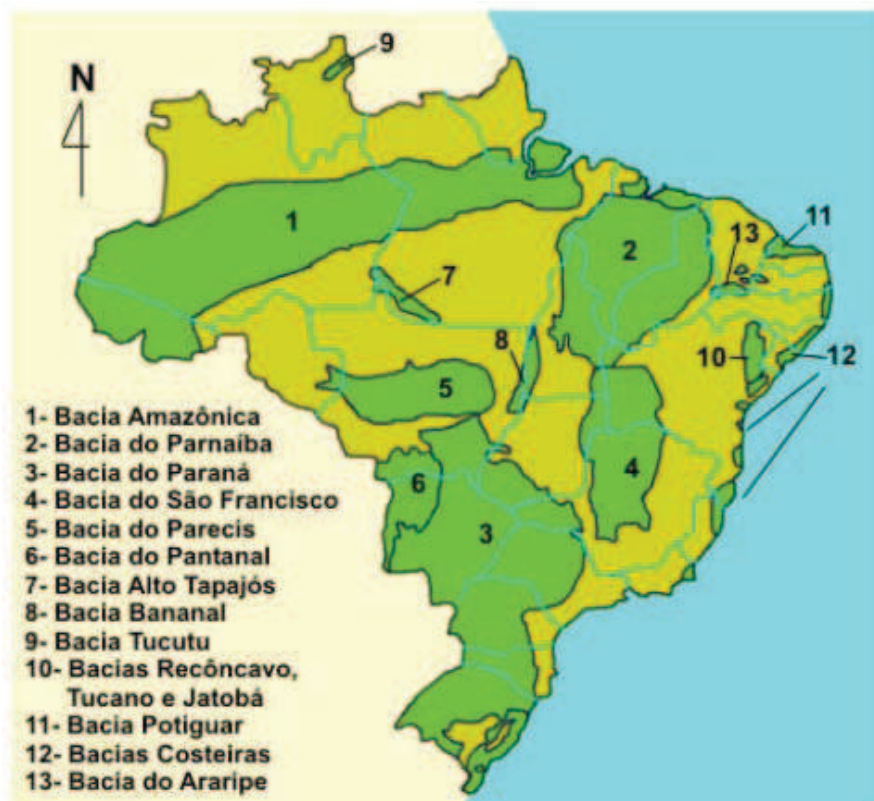 9
N
1
11
13
2
7
8
10
12
5
6
4
3
1- Bacia Amazônica
2- Bacia do Parnaíba
3- Bacia do Paraná
4- Bacia do São Francisco
5- Bacia do Parecis
6- Bacia do Pantanal
7- Bacia Alto Tapajós
8- Bacia Bananal
9- Bacia Tucutu
10- Bacias Recôncavo,
Tucano e Jatobá
11- Bacia Potiguar
12- Bacias Costeiras
13- Bacia do Araripe